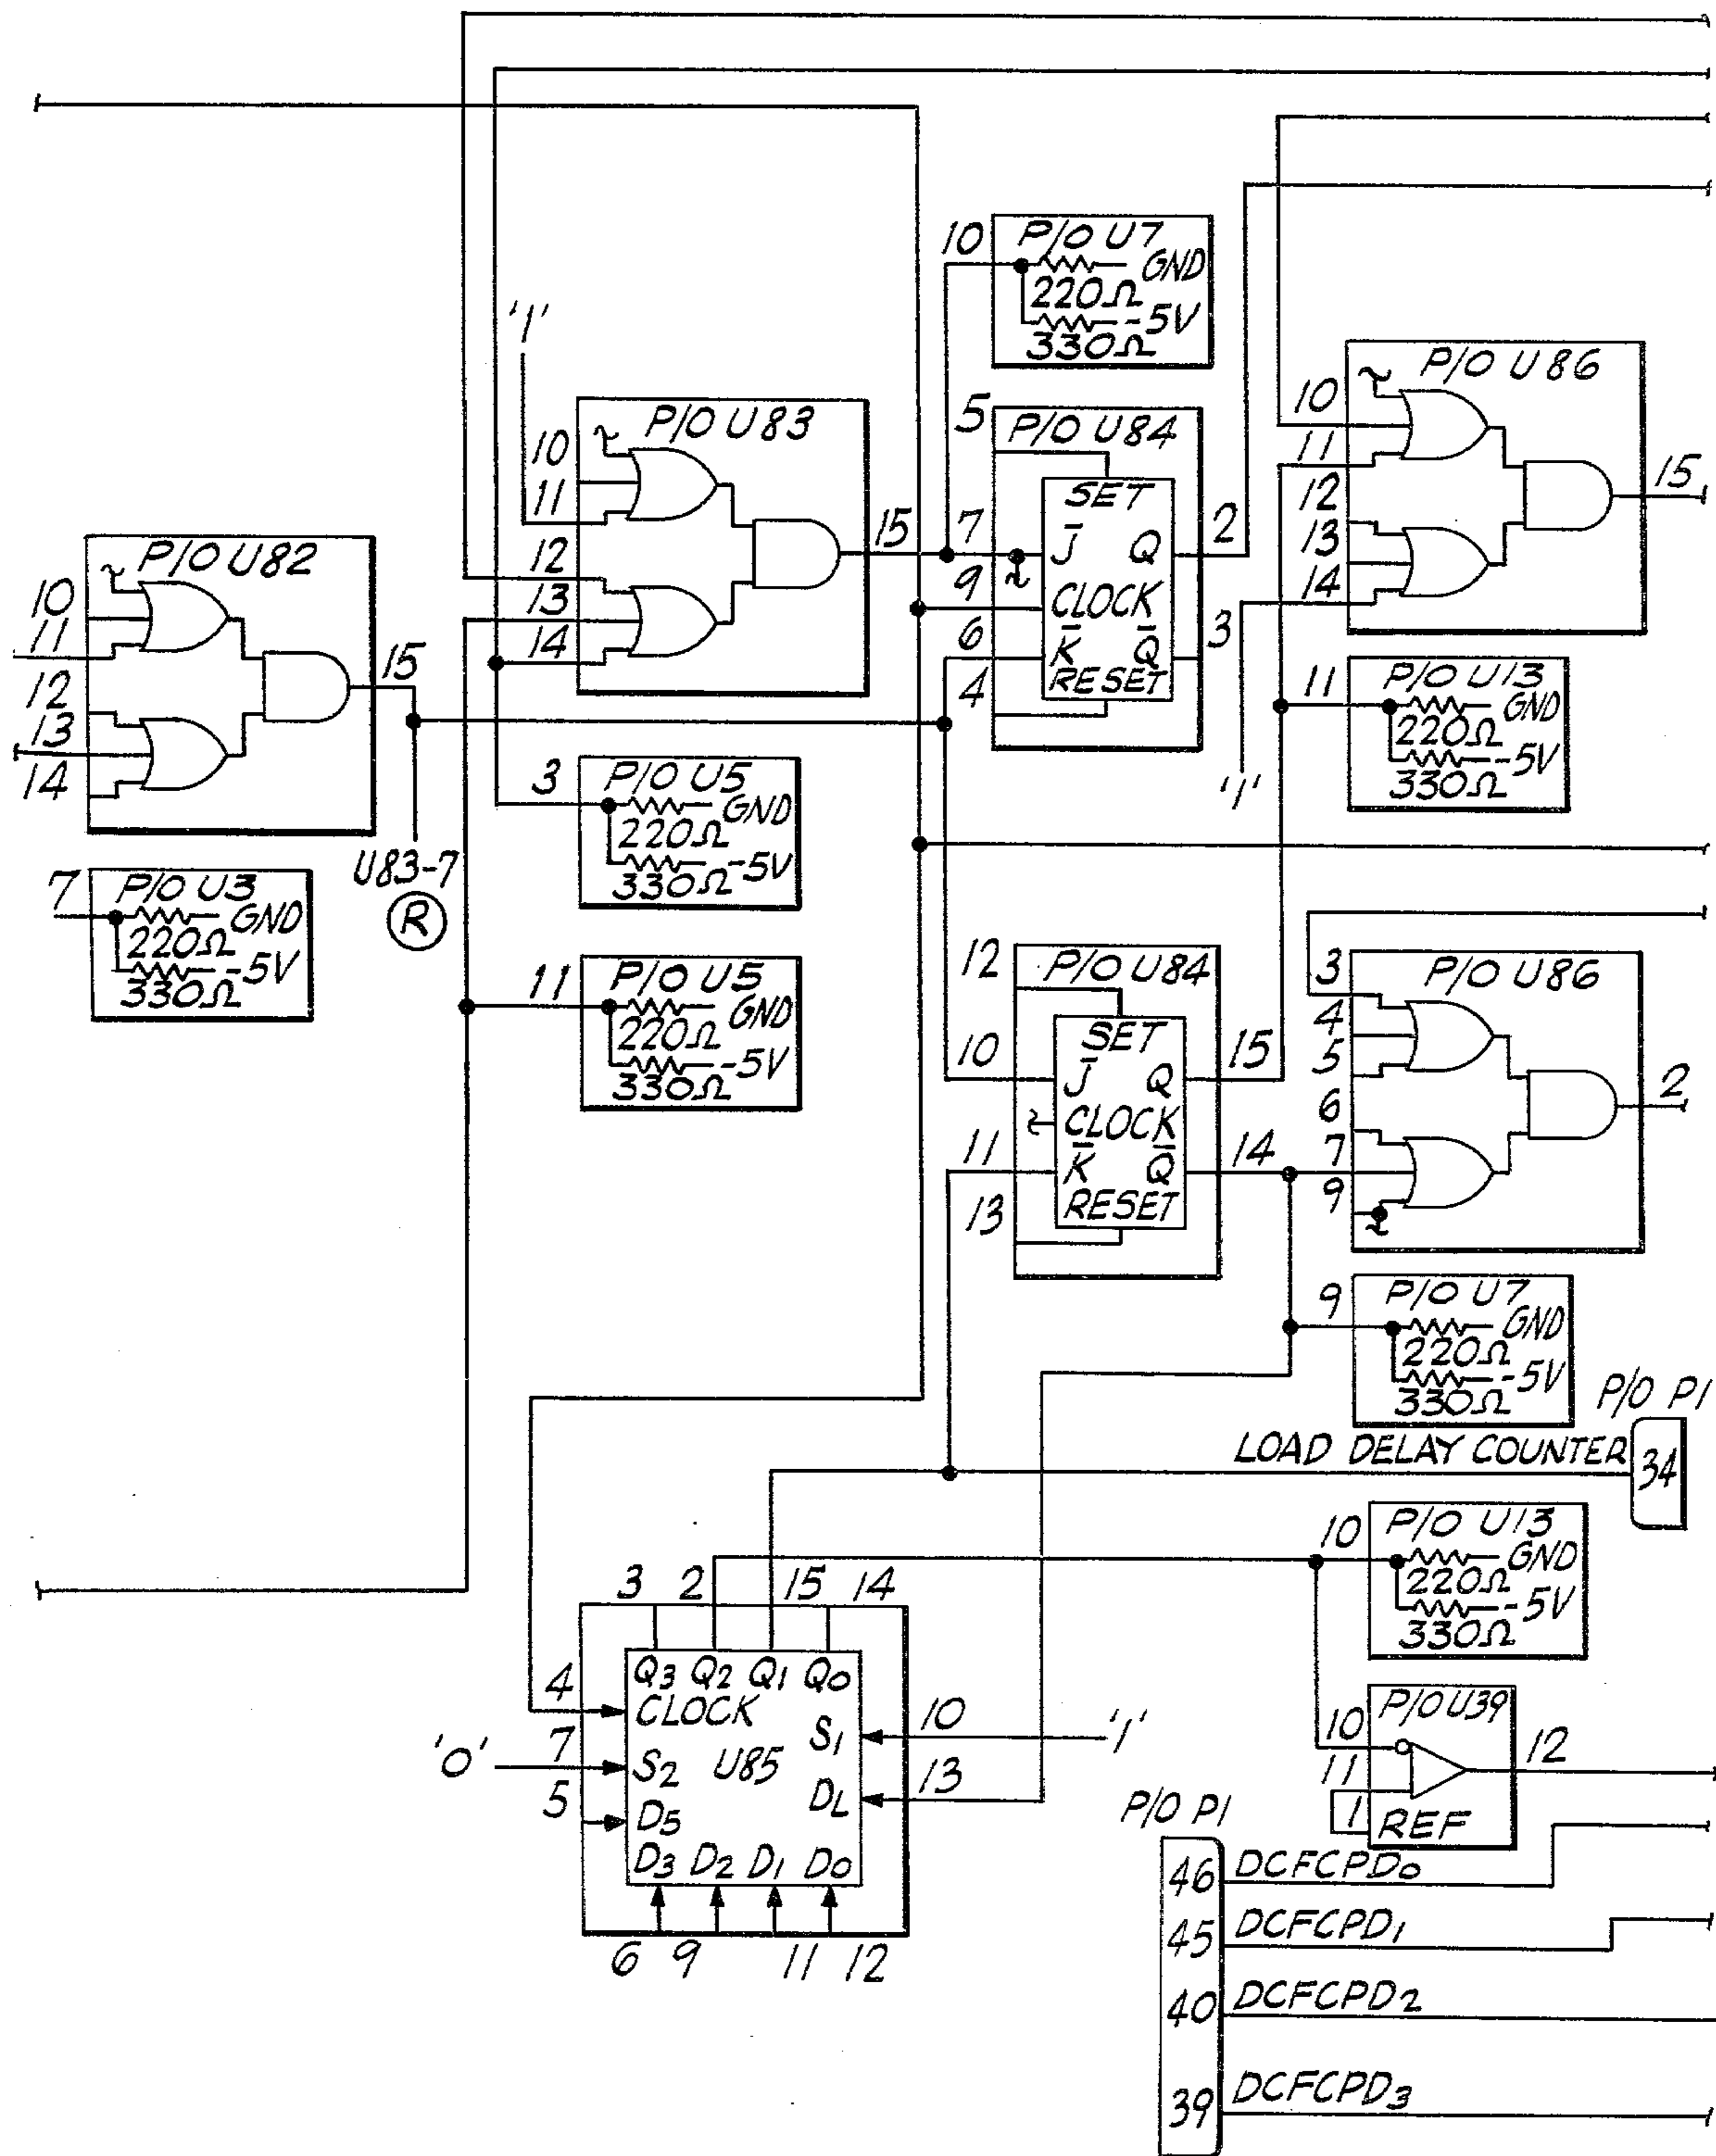 10 P/O U7
GND
220Ω
-5V
330Ω
'1'
P/O U86
10
11
12
13
14
15
P/O U83
10
11
12
13
14
15
5 P/O U84
SET
7 J̅ Q 2
9 CLOCK
6 K̅ Q̅ 3
4 RESET
P/O U82
10
11
12
13
14
15
11 P/O U13
GND
220Ω
-5V
330Ω
'1'
3 P/O U5
GND
220Ω
-5V
330Ω
U83-7
R
7 P/O U3
GND
220Ω
-5V
330Ω
11 P/O U5
GND
220Ω
-5V
330Ω
12 P/O U84
SET
10 J̅ Q 15
CLOCK
11 K̅ Q̅ 14
13 RESET
P/O U86
3
4
5
6
7
9
2
9 P/O U7
GND
220Ω
-5V
330Ω
P/O P1
LOAD DELAY COUNTER 34
10 P/O U13
GND
220Ω
-5V
330Ω
3 2 15 14
Q3 Q2 Q1 Q0
4 CLOCK
S1 10 '1'
'0' 7 S2 U85
DL 13
5 D5
D3 D2 D1 D0
6 9 11 12
P/O U39
10
11
12
1 REF
P/O P1
46 DCFCPD0
45 DCFCPD1
40 DCFCPD2
39 DCFCPD3